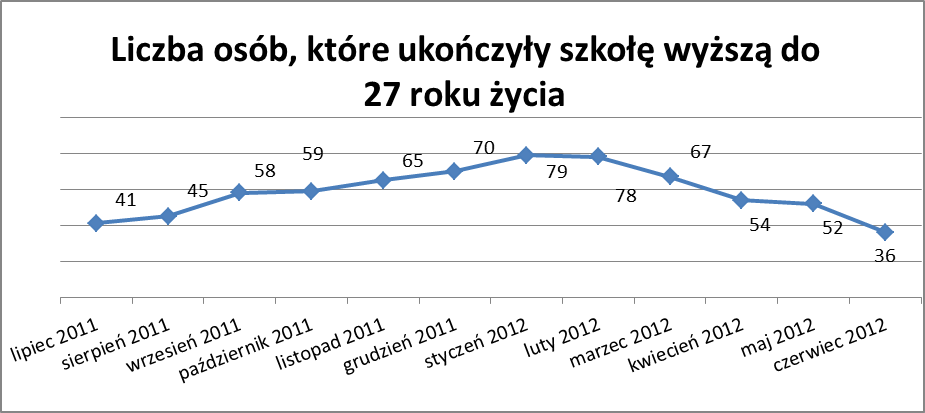 Liczba osób, które ukończyły szkołę wyższą do
27 roku życia
41
45
58
59
65
70
79
78
67
54
52
36
lipiec 2011
sierpień 2011
wrzesień 2011
październik 2011
listopad 2011
grudzień 2011
styczeń 2012
luty 2012
marzec 2012
kwiecień 2012
maj 2012
czerwiec 2012